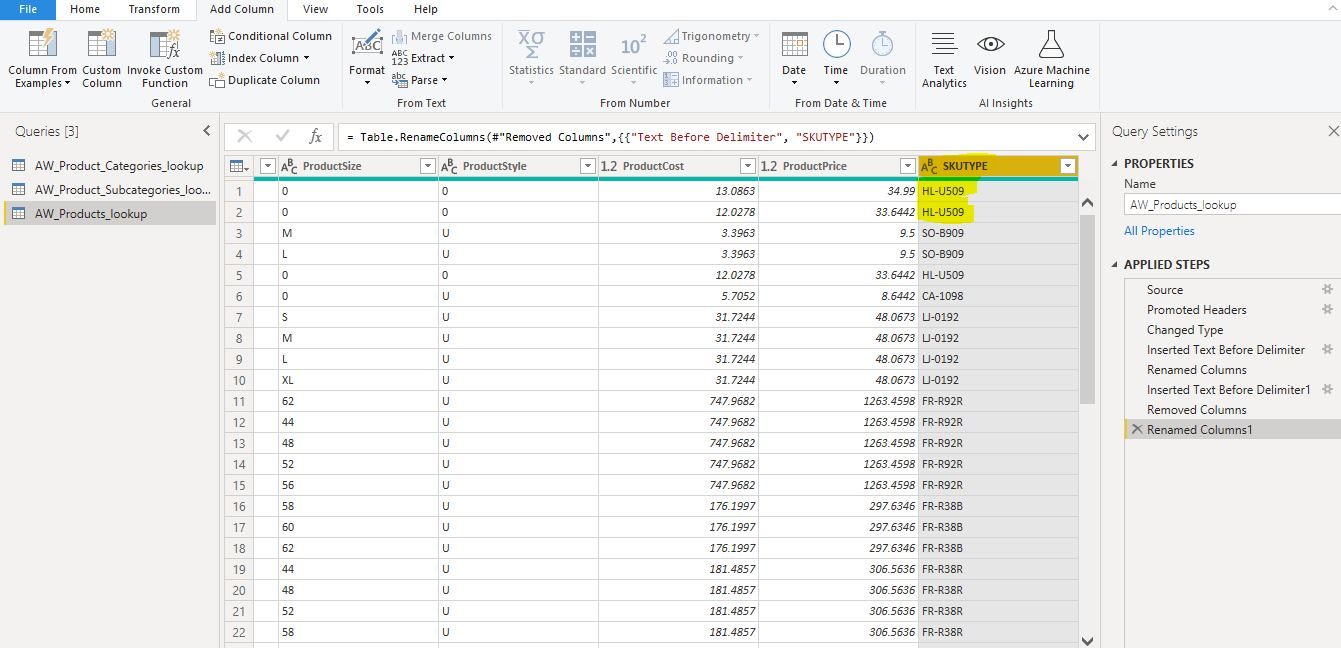 File Home Transform Add Column View Tools Help
Column From Examples Custom Column Invoke Custom Function Conditional Column Index Column Duplicate Column General
Format Merge Columns ABC 123 Extract abc Parse From Text
Statistics Standard Scientific Trigonometry Rounding Information From Number
Date Time Duration From Date & Time
Text Analytics Vision Azure Machine Learning AI Insights
Queries [3]
AW_Product_Categories_lookup
AW_Product_Subcategories_loo...
AW_Products_lookup
fx = Table.RenameColumns(#"Removed Columns",{{"Text Before Delimiter", "SKUTYPE"}})
ABC ProductSize ABC ProductStyle 1.2 ProductCost 1.2 ProductPrice ABC SKUTYPE
1 0 0 13.0863 34.99 HL-U509
2 0 0 12.0278 33.6442 HL-U509
3 M U 3.3963 9.5 SO-B909
4 L U 3.3963 9.5 SO-B909
5 0 0 12.0278 33.6442 HL-U509
6 0 U 5.7052 8.6442 CA-1098
7 S U 31.7244 48.0673 LJ-0192
8 M U 31.7244 48.0673 LJ-0192
9 L U 31.7244 48.0673 LJ-0192
10 XL U 31.7244 48.0673 LJ-0192
11 62 U 747.9682 1263.4598 FR-R92R
12 44 U 747.9682 1263.4598 FR-R92R
13 48 U 747.9682 1263.4598 FR-R92R
14 52 U 747.9682 1263.4598 FR-R92R
15 56 U 747.9682 1263.4598 FR-R92R
16 58 U 176.1997 297.6346 FR-R38B
17 60 U 176.1997 297.6346 FR-R38B
18 62 U 176.1997 297.6346 FR-R38B
19 44 U 181.4857 306.5636 FR-R38R
20 48 U 181.4857 306.5636 FR-R38R
21 52 U 181.4857 306.5636 FR-R38R
22 58 U 181.4857 306.5636 FR-R38R
Query Settings
PROPERTIES
Name
AW_Products_lookup
All Properties
APPLIED STEPS
Source
Promoted Headers
Changed Type
Inserted Text Before Delimiter
Renamed Columns
Inserted Text Before Delimiter1
Removed Columns
Renamed Columns1